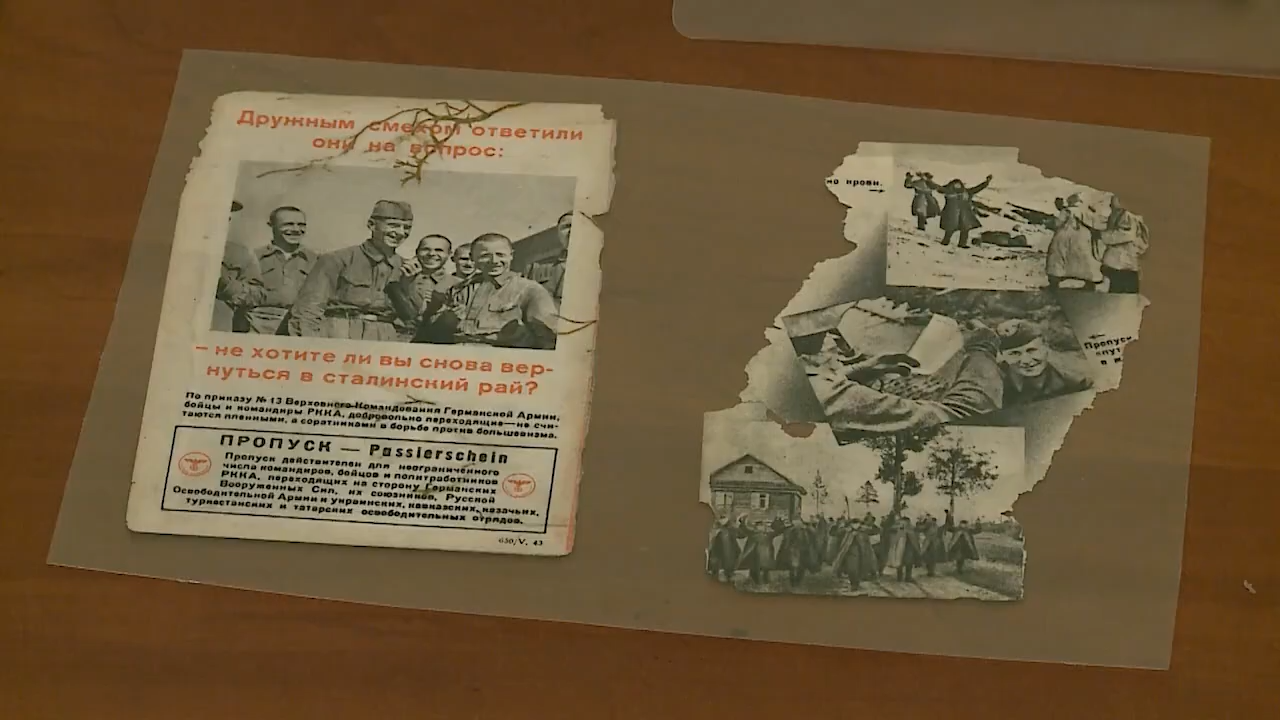 Дружным смехом ответили
они на вопрос:
– не хотите ли вы снова вер-
нуться в сталинский рай?
По приказу № 13 Верховного Командования Германской Армии,
бойцы и командиры РККА, добровольно переходящие — не счи-
таются пленными, а соратниками в борьбе против большевизма.
ПРОПУСК — Passierschein
Пропуск действителен для неограниченного
числа командиров, бойцов и политработников
РККА, переходящих на сторону Германских
Вооруженных Сил, их союзников, Русской
Освободительной Армии и украинских, кавказских, казачьих,
туркестанских и татарских освободительных отрядов.
650/V. 43
крови.
Пропуск